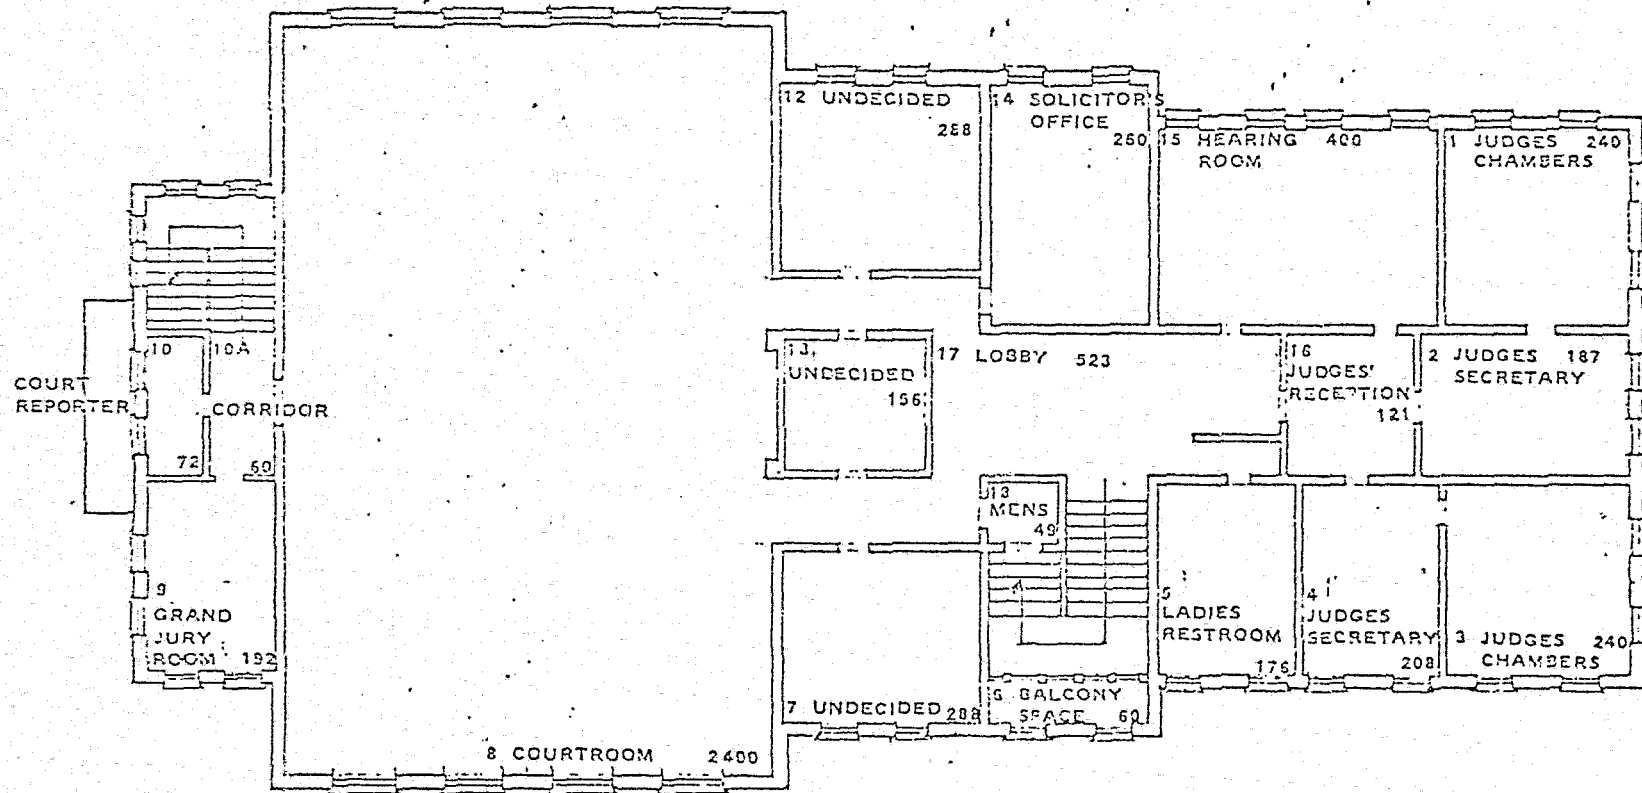 12 UNDECIDED
288
14 SOLICITOR'S
OFFICE
260
15 HEARING 400
ROOM
1 JUDGES 240
CHAMBERS
10
10A
COURT
REPORTER
CORRIDOR
72
60
13
UNDECIDED
156
17 LOBBY 523
16
JUDGES'
RECEPTION
121
2 JUDGES 187
SECRETARY
13
MENS
49
9
GRAND
JURY
ROOM 192
5
LADIES
RESTROOM
176
4
JUDGES
SECRETARY
208
3 JUDGES 240
CHAMBERS
7 UNDECIDED 288
6 BALCONY
SPACE 60
8 COURTROOM 2400